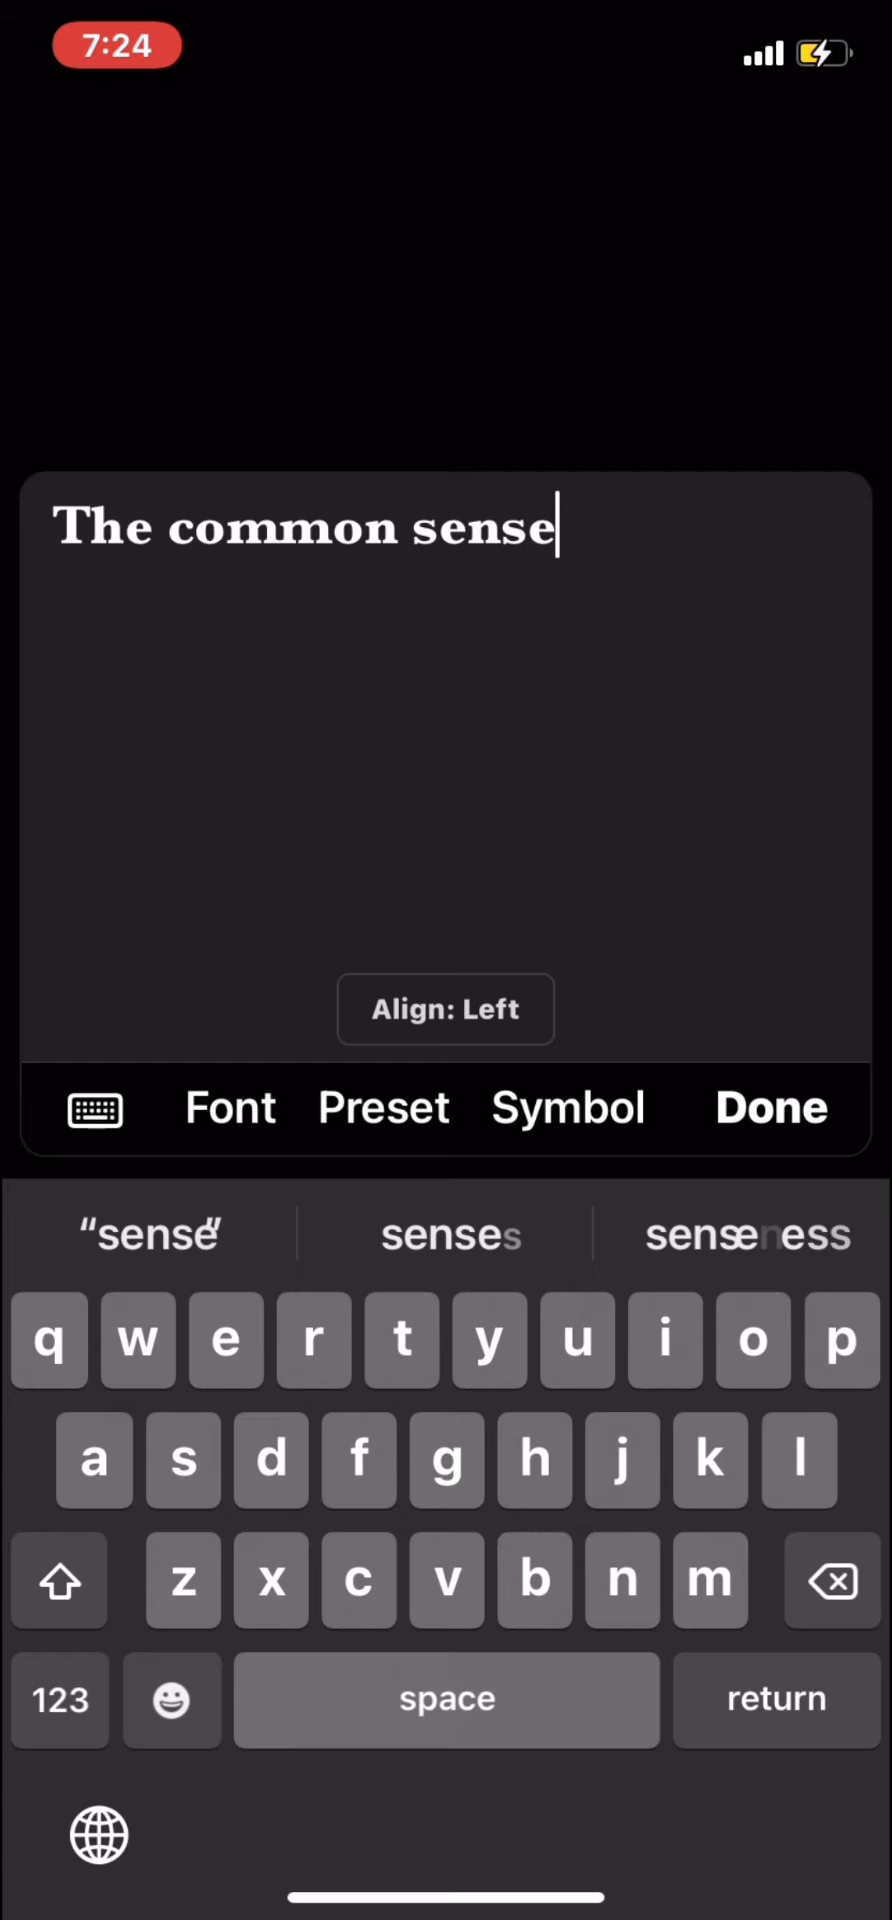 7:24
The common sense
Align: Left
Font Preset Symbol Done
“sense” senses senseness
q w e r t y u i o p
a s d f g h j k l
z x c v b n m
123 space return